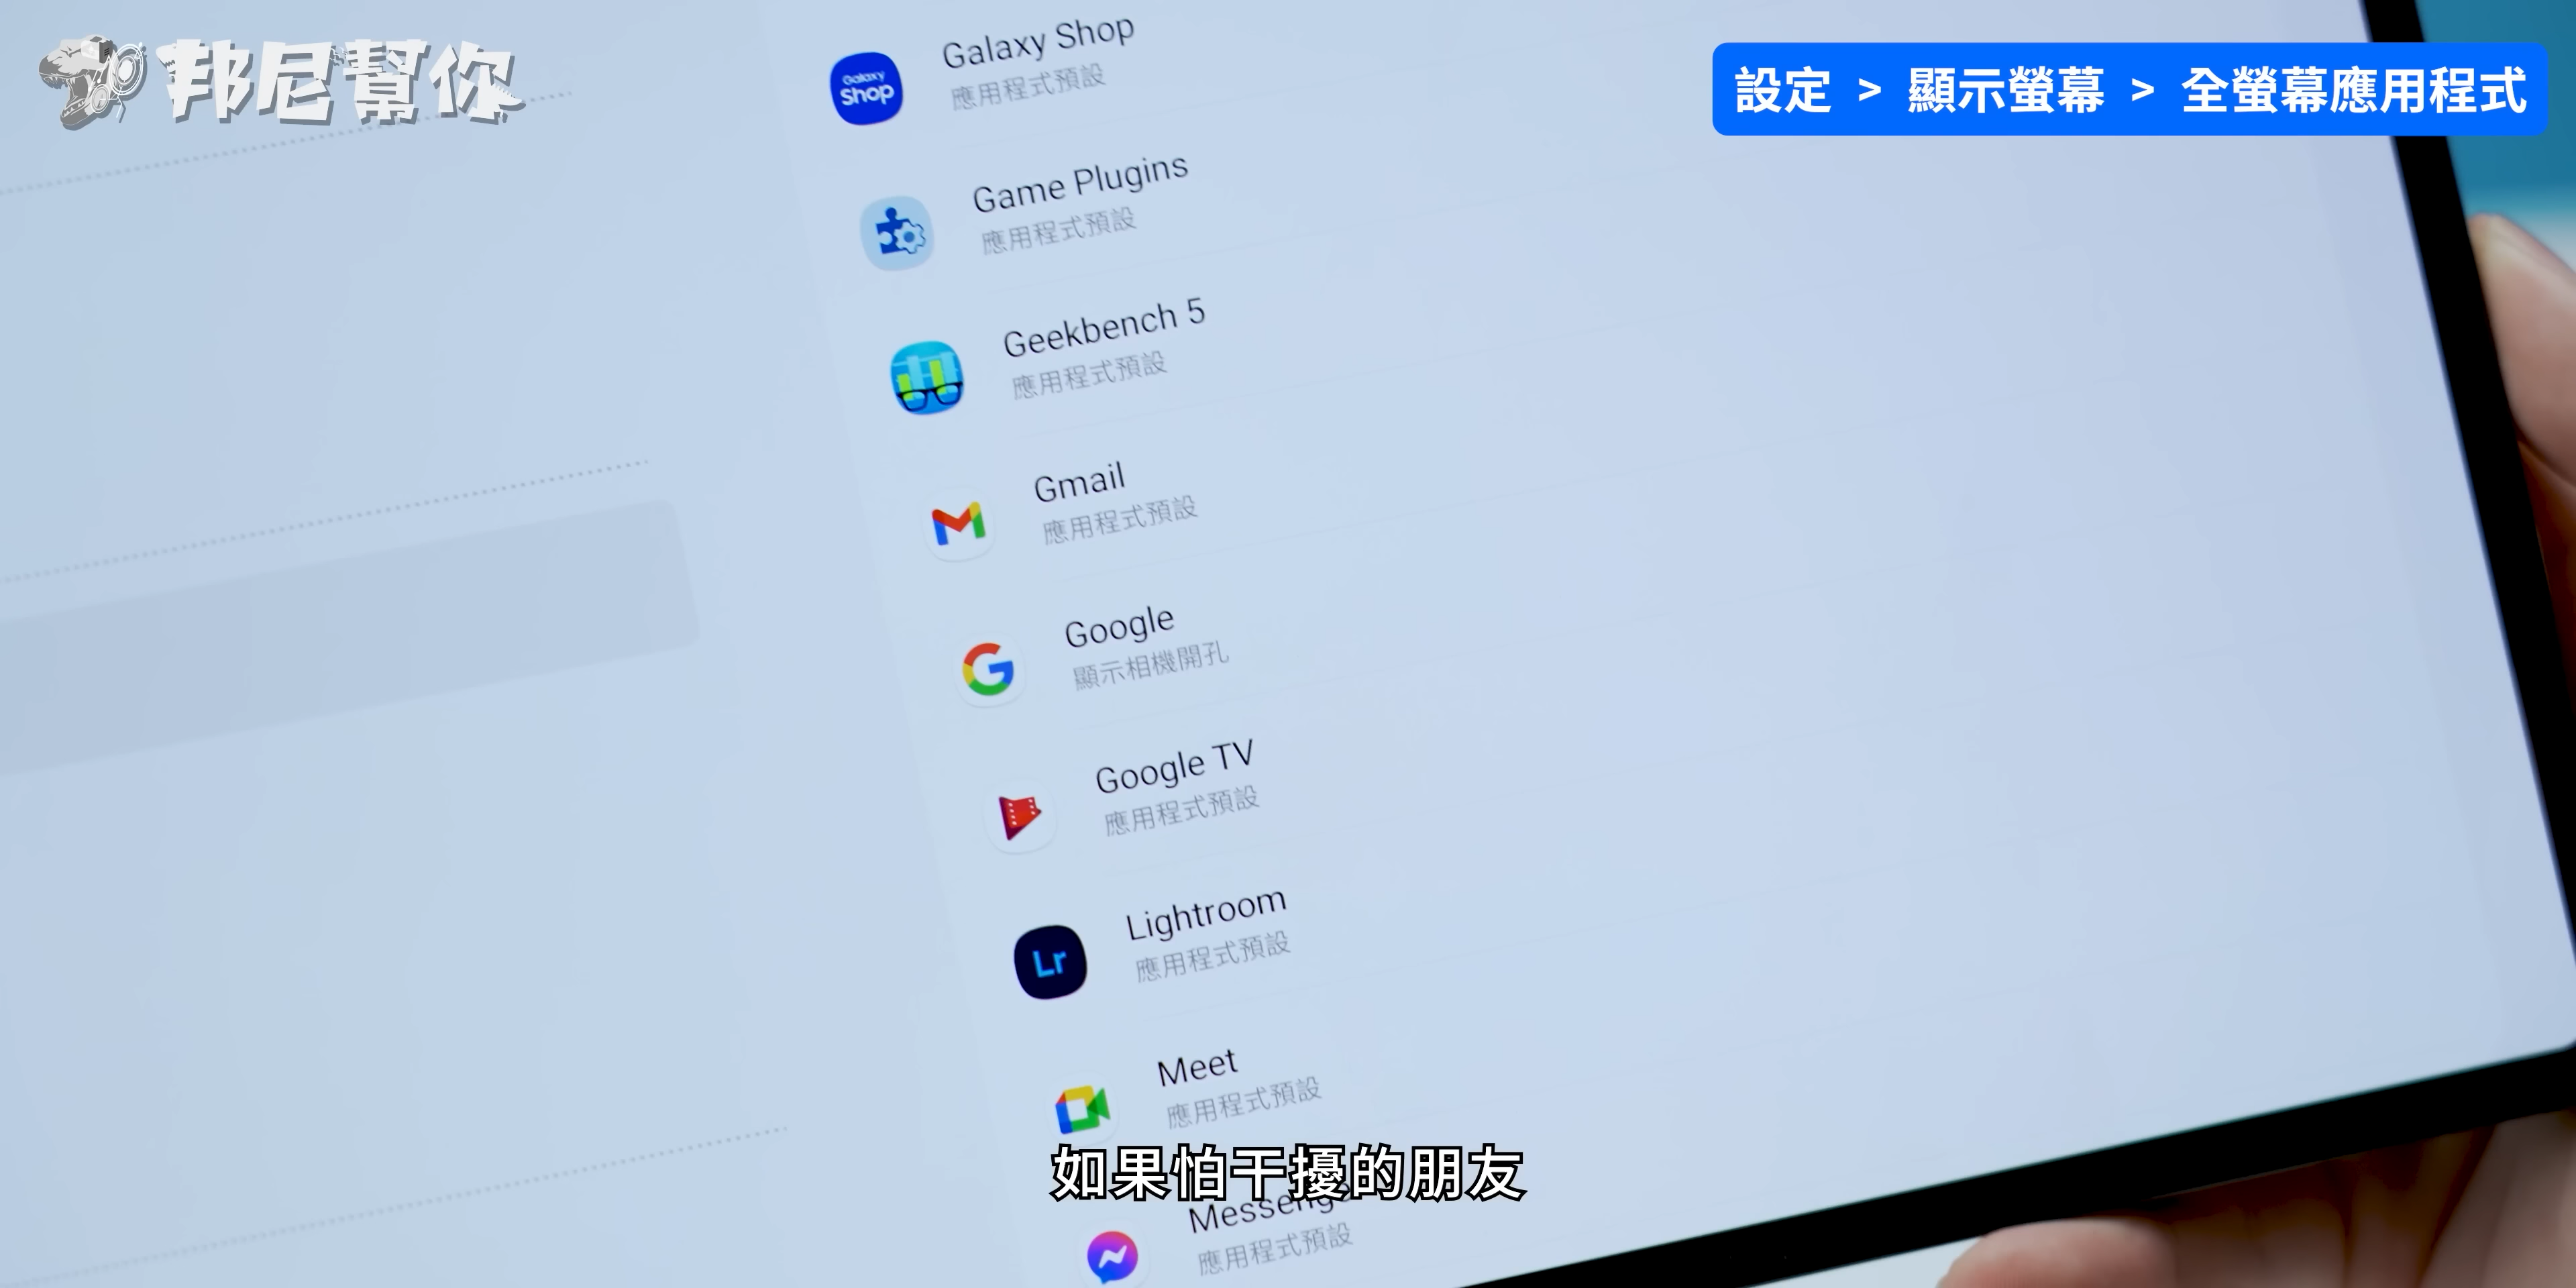 邦尼幫你
設定 > 顯示螢幕 > 全螢幕應用程式
Galaxy Shop
Galaxy Shop
應用程式預設
Game Plugins
應用程式預設
Geekbench 5
應用程式預設
Gmail
應用程式預設
G
Google
顯示相機開孔
Google TV
應用程式預設
Lr
Lightroom
應用程式預設
Meet
應用程式預設
如果怕干擾的朋友
Messenger
應用程式預設